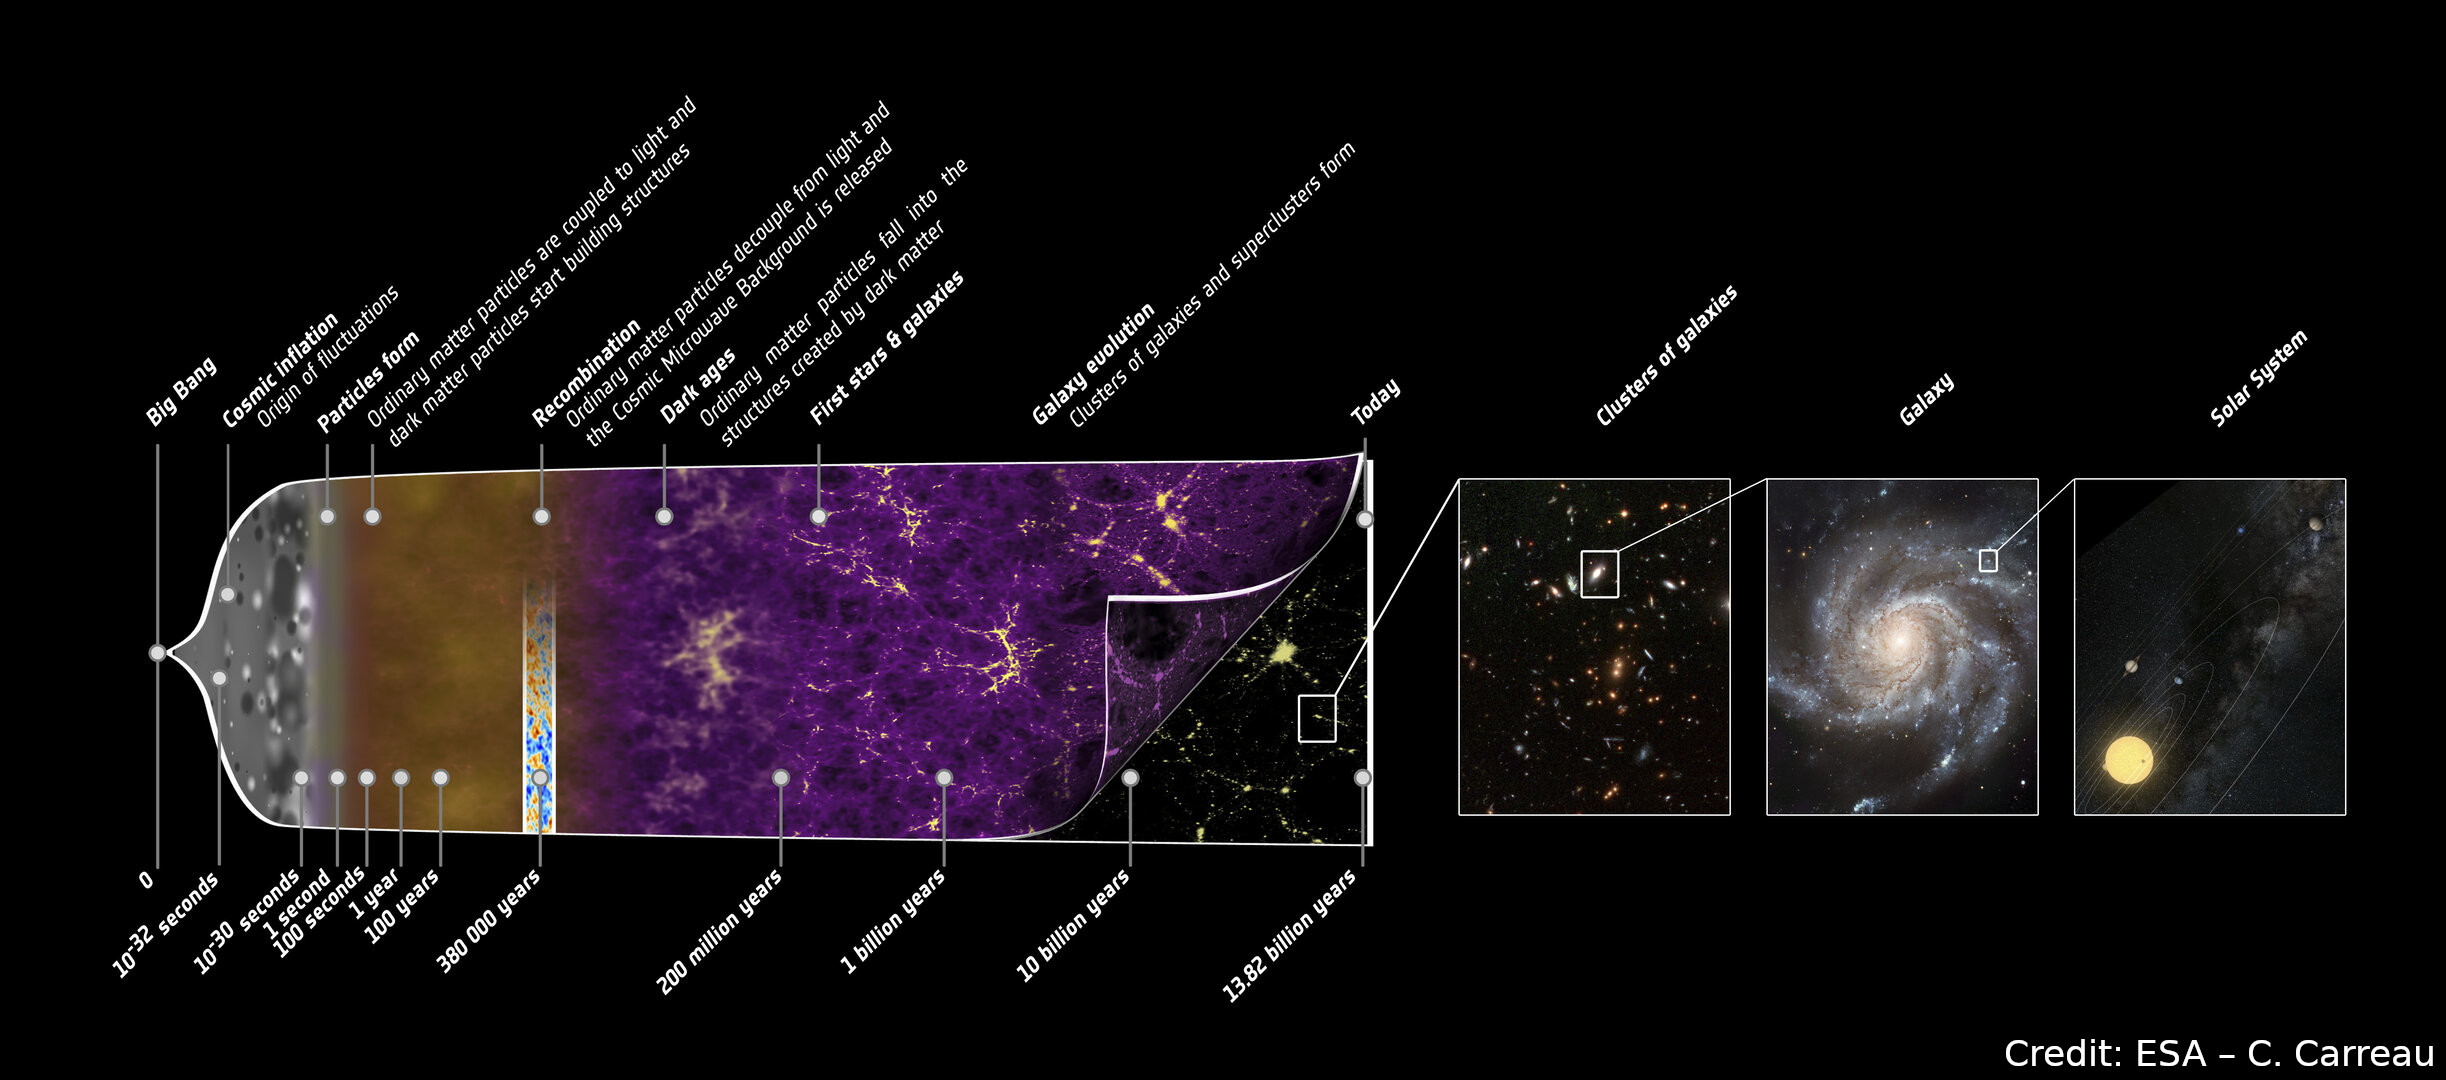 Big Bang
Cosmic inflation
Origin of fluctuations
Particles form
Ordinary matter particles are coupled to light and
dark matter particles start building structures
Recombination
Ordinary matter particles decouple from light and
the Cosmic Microwave Background is released
Dark ages
Ordinary matter particles fall into the
structures created by dark matter
First stars & galaxies
Galaxy evolution
Clusters of galaxies and superclusters form
Today
Clusters of galaxies
Galaxy
Solar System
0
10-32 seconds
10-30 seconds
1 second
100 seconds
1 year
100 years
380 000 years
200 million years
1 billion years
10 billion years
13.82 billion years
Credit: ESA – C. Carreau